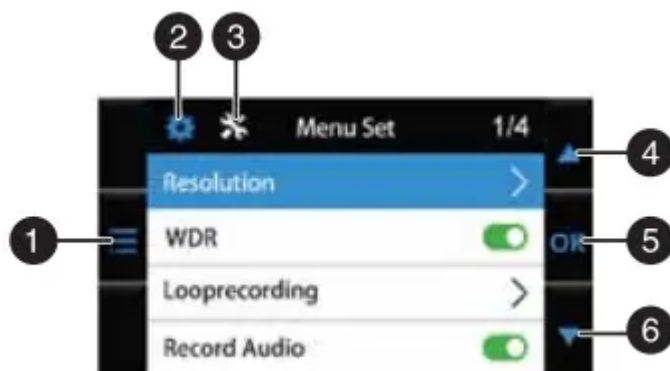 2 3
Menu Set 1/4
4
Resolution
1 WDR OK 5
Looprecording
6
Record Audio